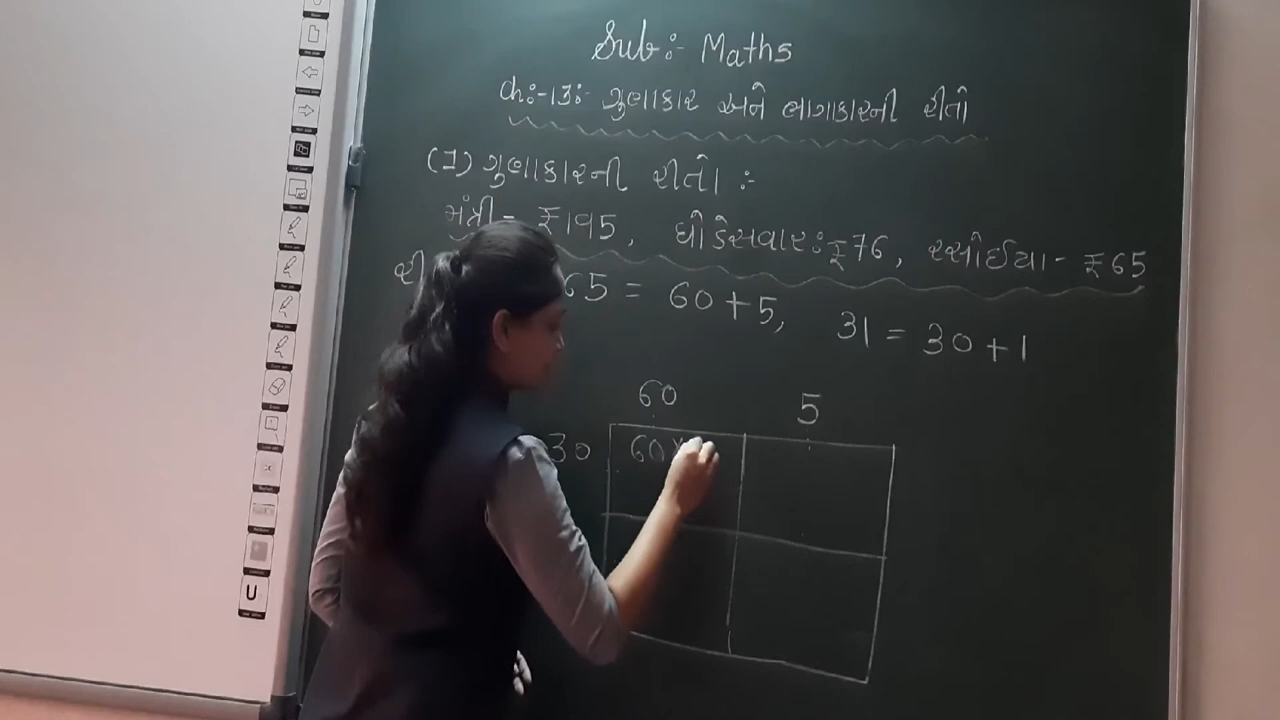 Sub:- Maths
Ch:-13:- ગુણાકાર અને ભાગાકારની રીતો
(1) ગુણાકારની રીતો :-
મંત્રી - ₹195, ઘોડેસવાર: ₹76, રસોઈયા - ₹65
65 = 60 + 5, 31 = 30 + 1
60 5
30 60×
U